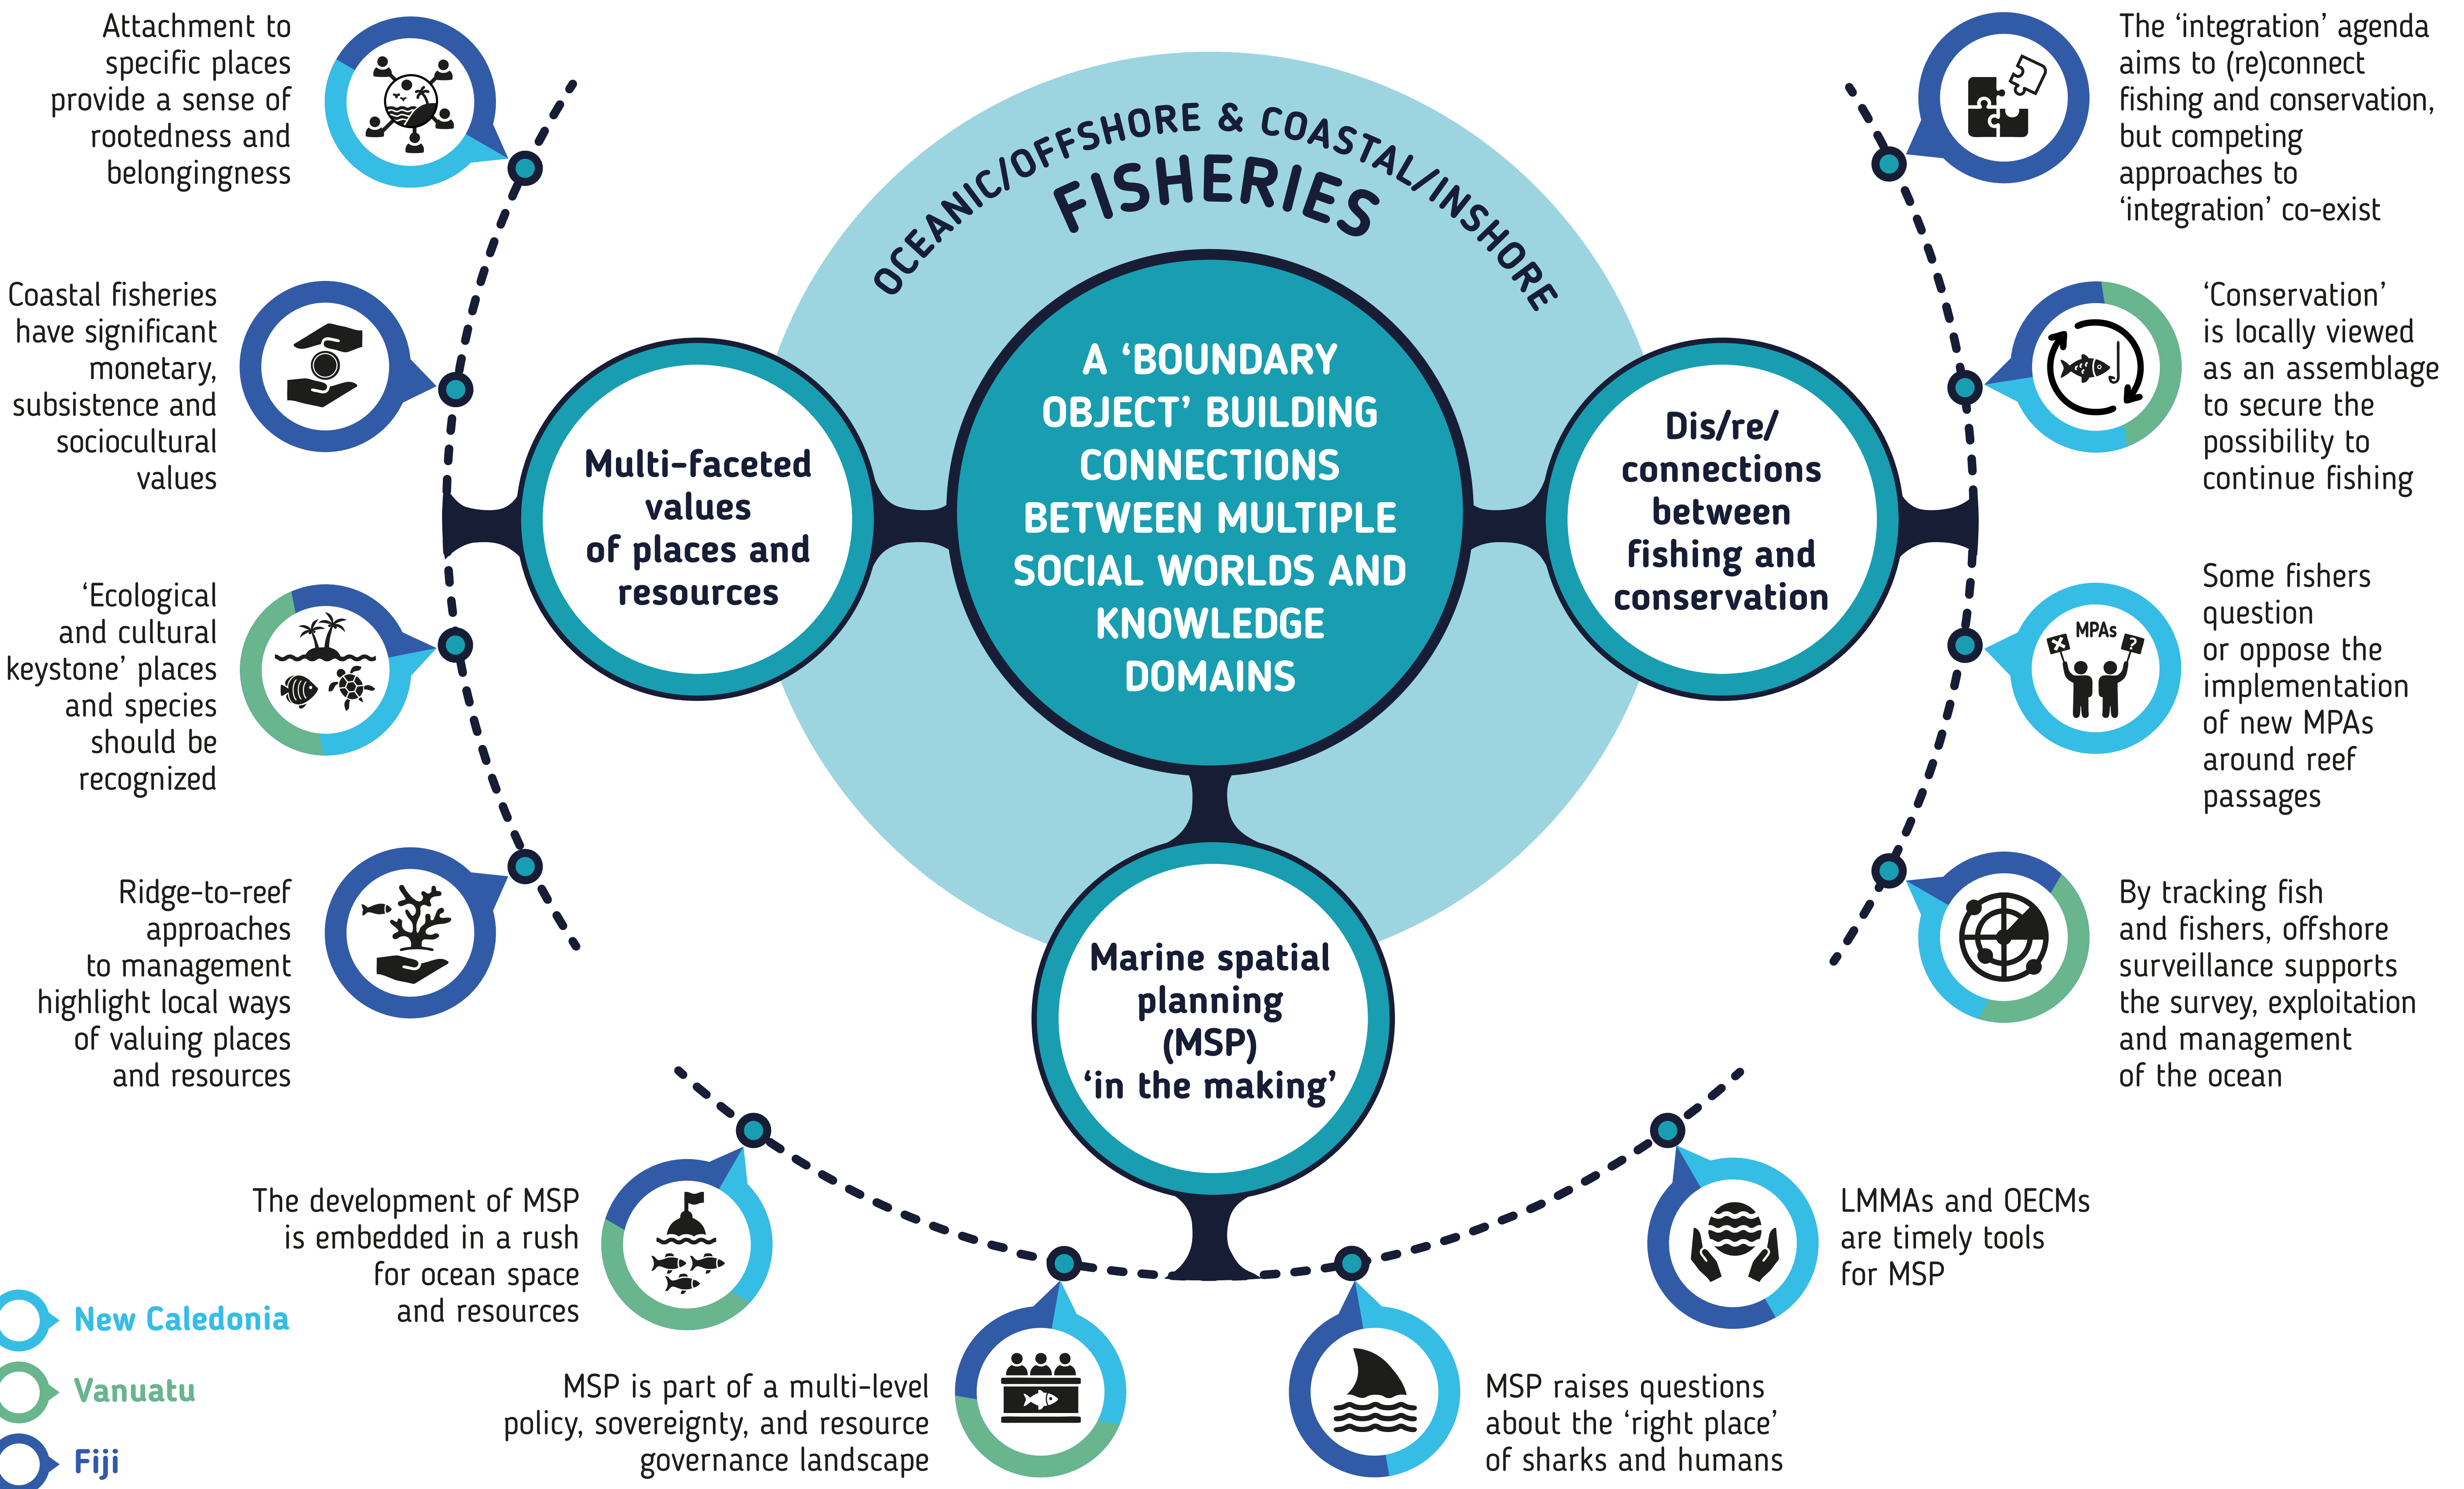 Attachment to
specific places
provide a sense of
rootedness and
belongingness
Coastal fisheries
have significant
monetary,
subsistence and
sociocultural
values
‘Ecological
and cultural
keystone’ places
and species
should be
recognized
Ridge-to-reef
approaches
to management
highlight local ways
of valuing places
and resources
OCEANIC/OFFSHORE & COASTAL/INSHORE
FISHERIES
A ‘BOUNDARY
OBJECT’ BUILDING
CONNECTIONS
BETWEEN MULTIPLE
SOCIAL WORLDS AND
KNOWLEDGE
DOMAINS
Multi-faceted
values
of places and
resources
Dis/re/
connections
between
fishing and
conservation
Marine spatial
planning
(MSP)
‘in the making’
The ‘integration’ agenda
aims to (re)connect
fishing and conservation,
but competing
approaches to
‘integration’ co-exist
‘Conservation’
is locally viewed
as an assemblage
to secure the
possibility to
continue fishing
MPAs
?
Some fishers
question
or oppose the
implementation
of new MPAs
around reef
passages
By tracking fish
and fishers, offshore
surveillance supports
the survey, exploitation
and management
of the ocean
The development of MSP
is embedded in a rush
for ocean space
and resources
MSP is part of a multi-level
policy, sovereignty, and resource
governance landscape
MSP raises questions
about the ‘right place’
of sharks and humans
LMMAs and OECMs
are timely tools
for MSP
New Caledonia
Vanuatu
Fiji